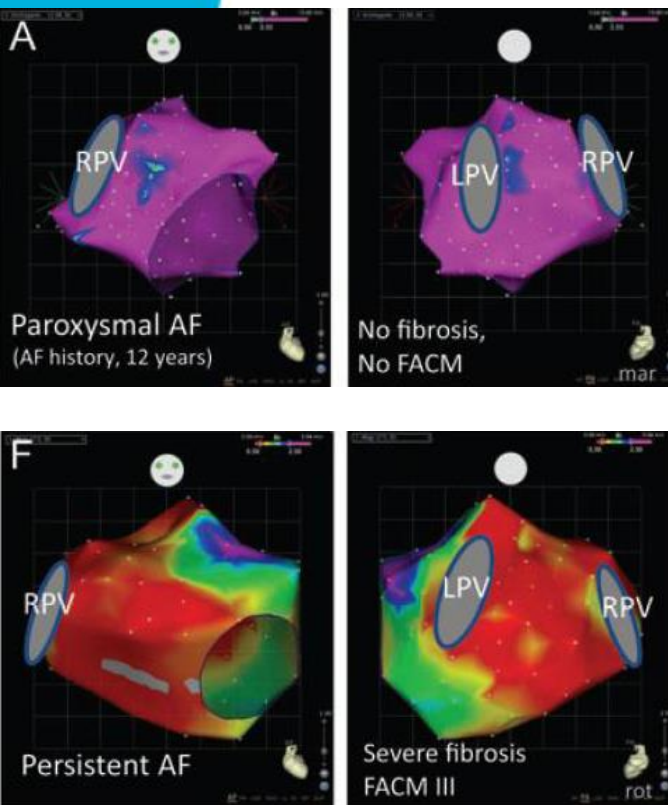 A
RPV
Paroxysmal AF
(AF history, 12 years)
LPV
RPV
No fibrosis,
No FACM
mar
F
RPV
Persistent AF
LPV
RPV
Severe fibrosis
FACM III
rot